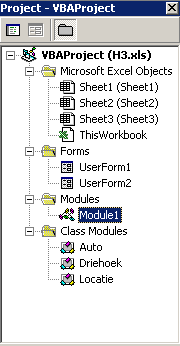 Project - VBAProject
VBAProject (H3.xls)
Microsoft Excel Objects
Sheet1 (Sheet1)
Sheet2 (Sheet2)
Sheet3 (Sheet3)
ThisWorkbook
Forms
UserForm1
UserForm2
Modules
Module1
Class Modules
Auto
Driehoek
Locatie